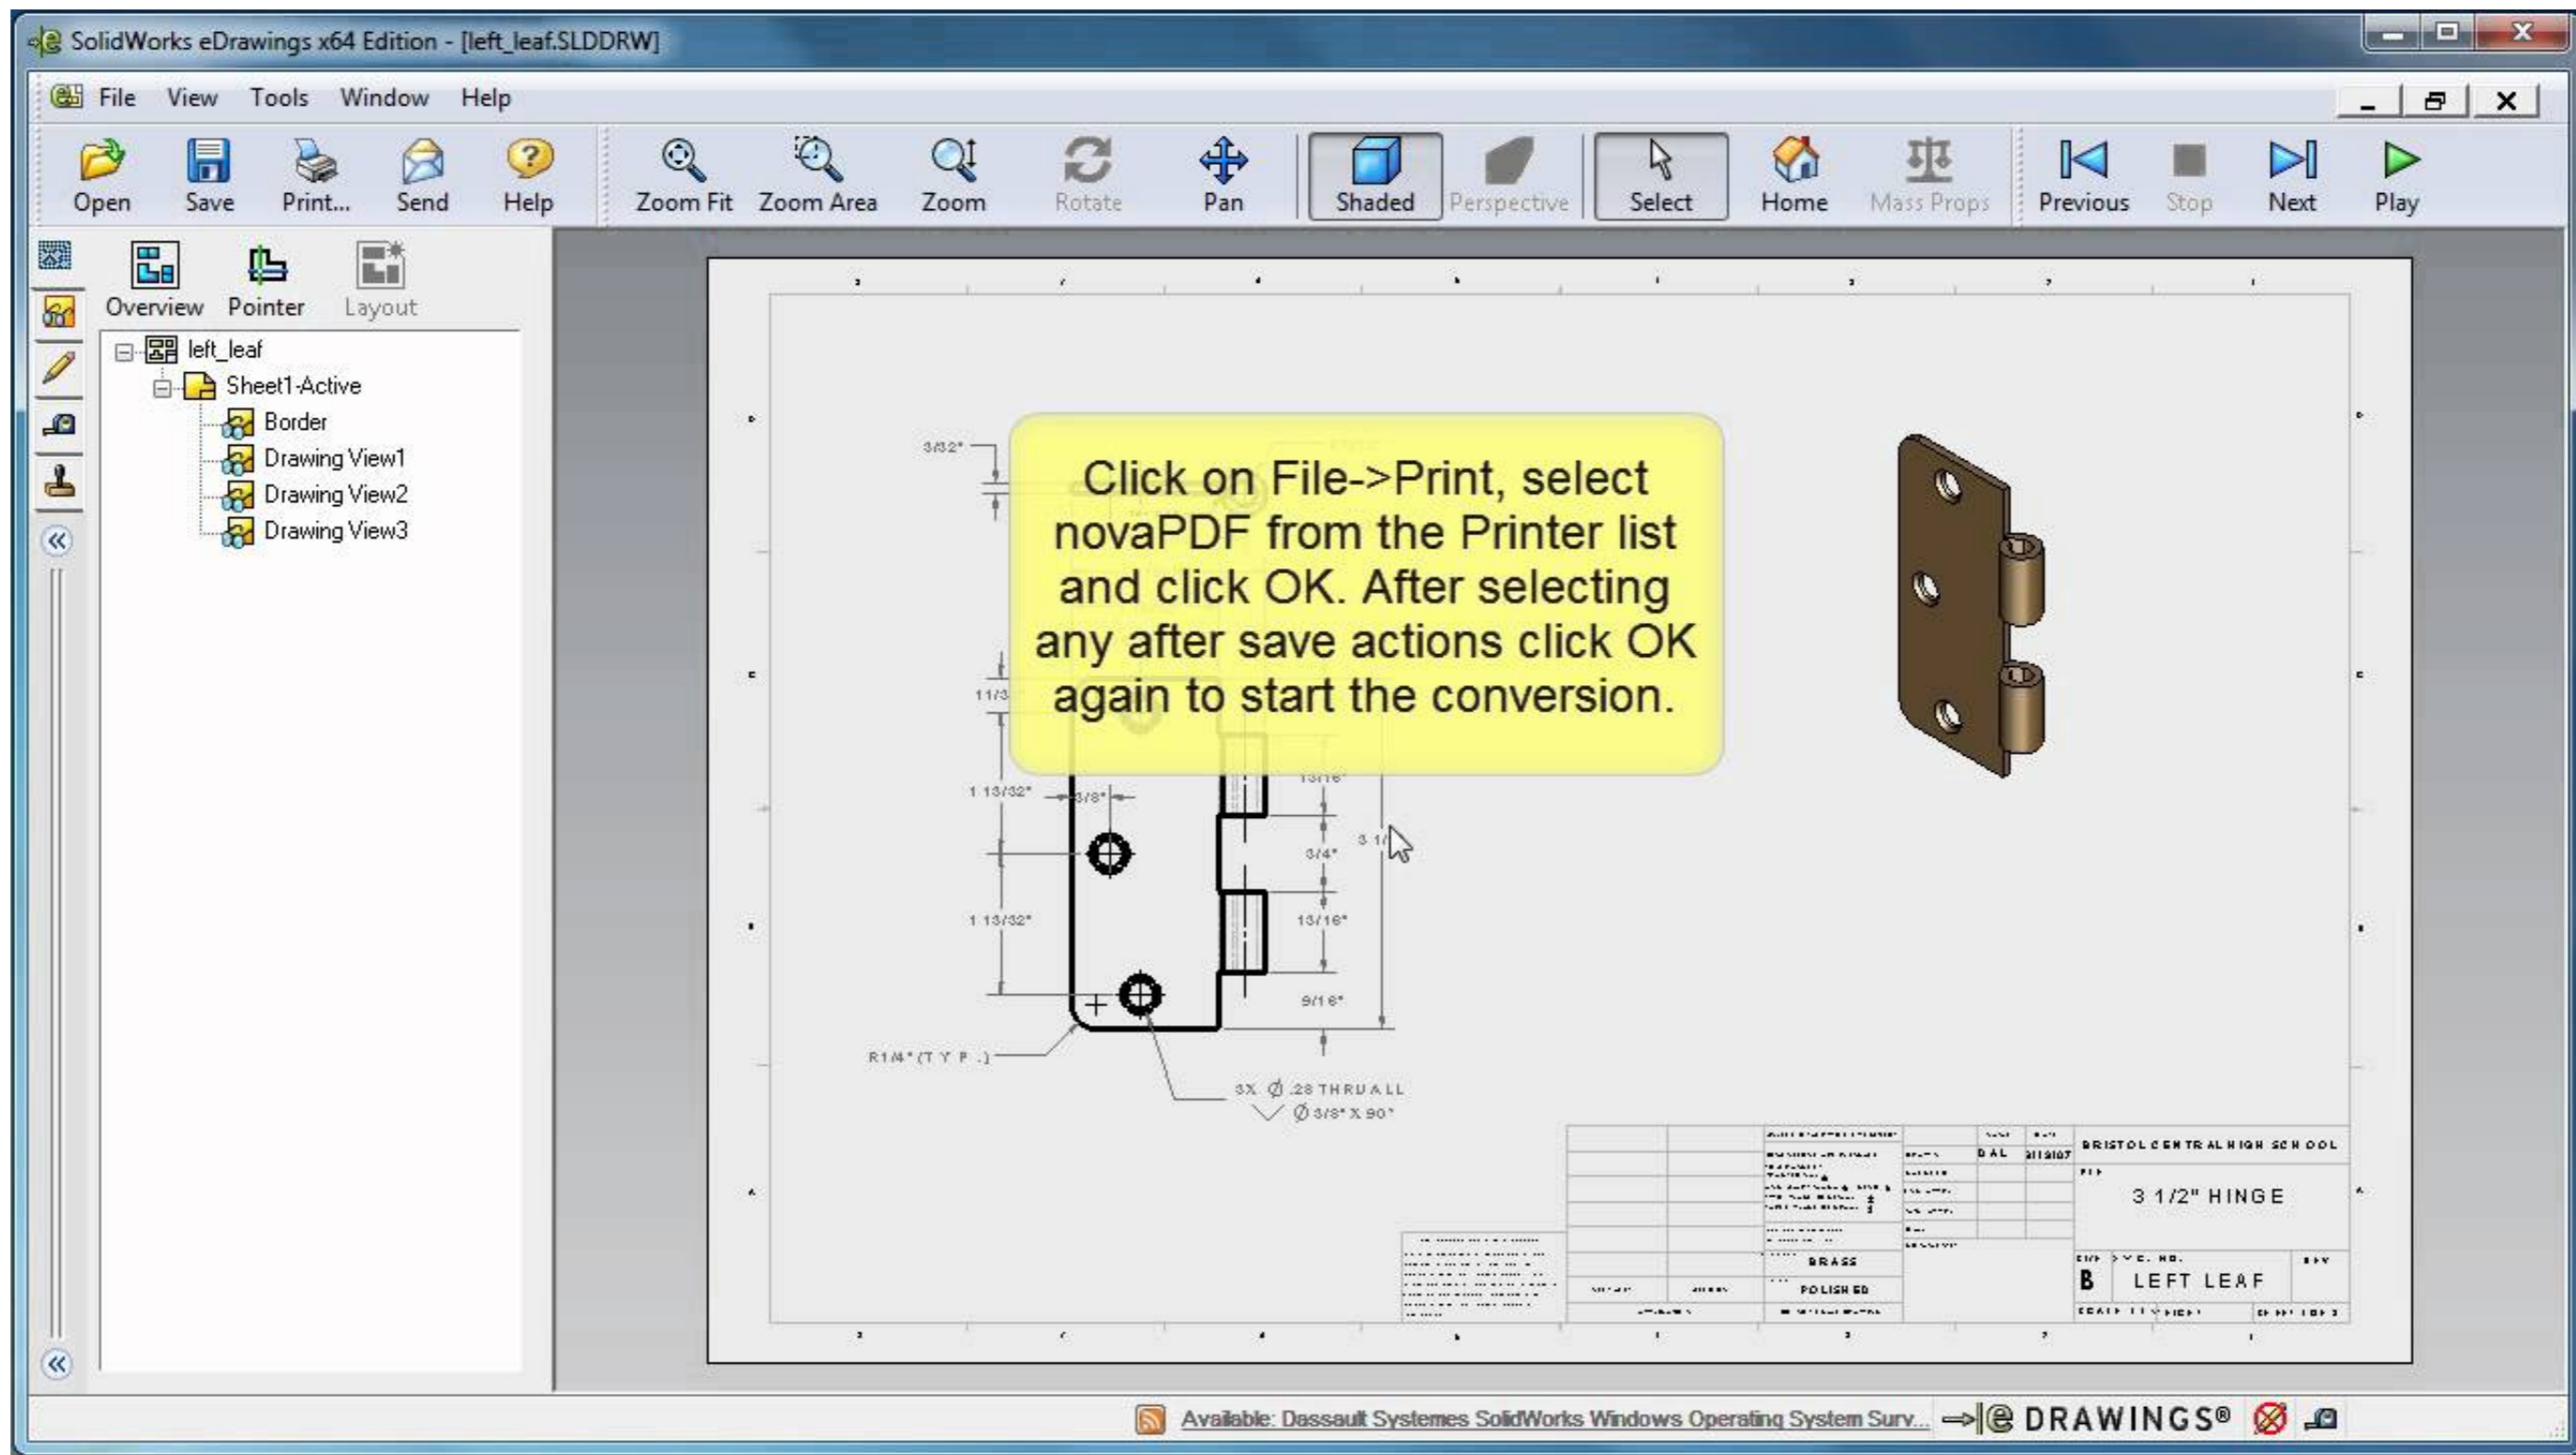 SolidWorks eDrawings x64 Edition - [left_leaf.SLDDRW]
File View Tools Window Help
Open Save Print... Send Help Zoom Fit Zoom Area Zoom Rotate Pan Shaded Perspective Select Home Mass Props Previous Stop Next Play
Overview Pointer Layout
left_leaf
Sheet1-Active
Border
Drawing View1
Drawing View2
Drawing View3
3/32"
Click on File->Print, select
novaPDF from the Printer list
and click OK. After selecting
any after save actions click OK
again to start the conversion.
11/3
13/16"
1 13/32"
3/8"
3 1/
3/4"
1 13/32"
13/16"
9/16"
R1/4" (TYP.)
3X Ø .28 THRU ALL
Ø 3/8" X 90°
BRISTOL CENTRAL HIGH SCHOOL
3 1/2" HINGE
BRASS
POLISHED
B LEFT LEAF
Available: Dassault Systemes SolidWorks Windows Operating System Surv...
e DRAWINGS®